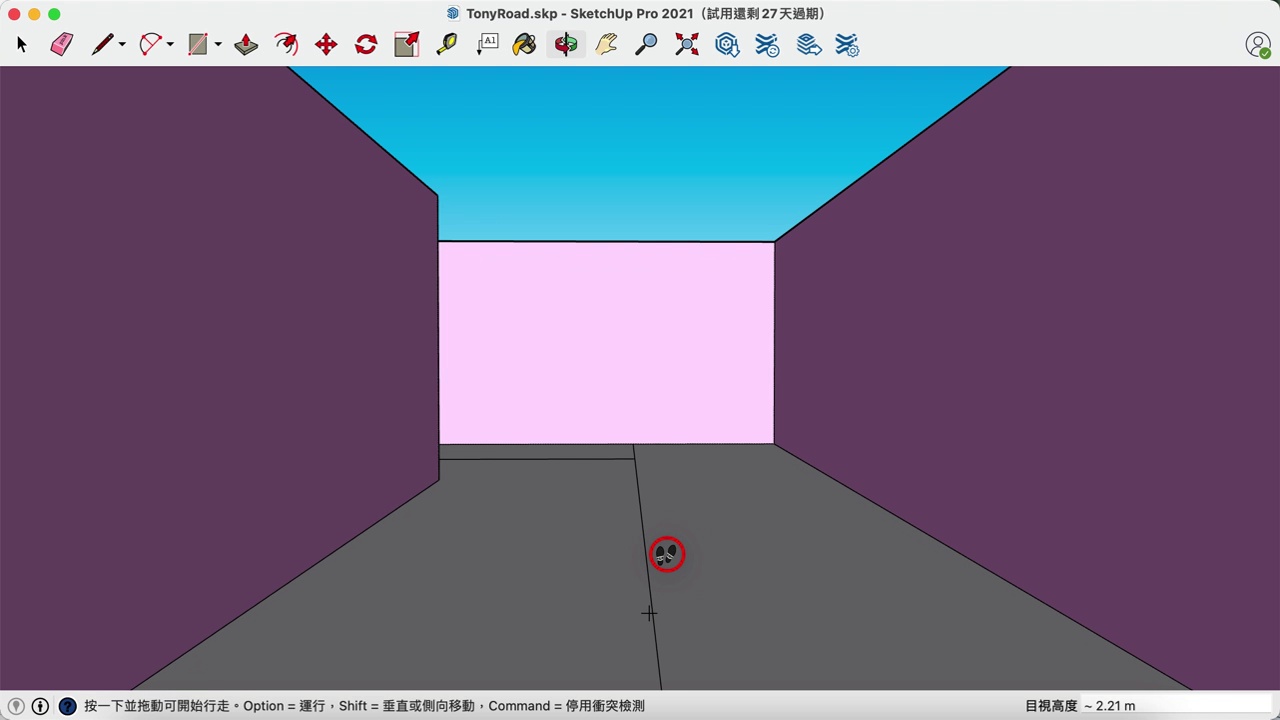 TonyRoad.skp - SketchUp Pro 2021（試用還剩 27 天過期）
A1
按一下並拖動可開始行走。Option = 運行，Shift = 垂直或側向移動，Command = 停用衝突檢測
目視高度 ~ 2.21 m